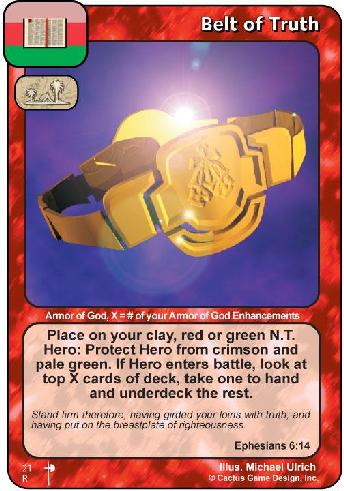 Belt of Truth
Armor of God, X = # of your Armor of God Enhancements
Place on your clay, red or green N.T.
Hero: Protect Hero from crimson and
pale green. If Hero enters battle, look at
top X cards of deck, take one to hand
and underdeck the rest.
Stand firm therefore, having girded your loins with truth, and
having put on the breastplate of righteousness.
Ephesians 6:14
21
R
Illus. Michael Ulrich
© Cactus Game Design, Inc.